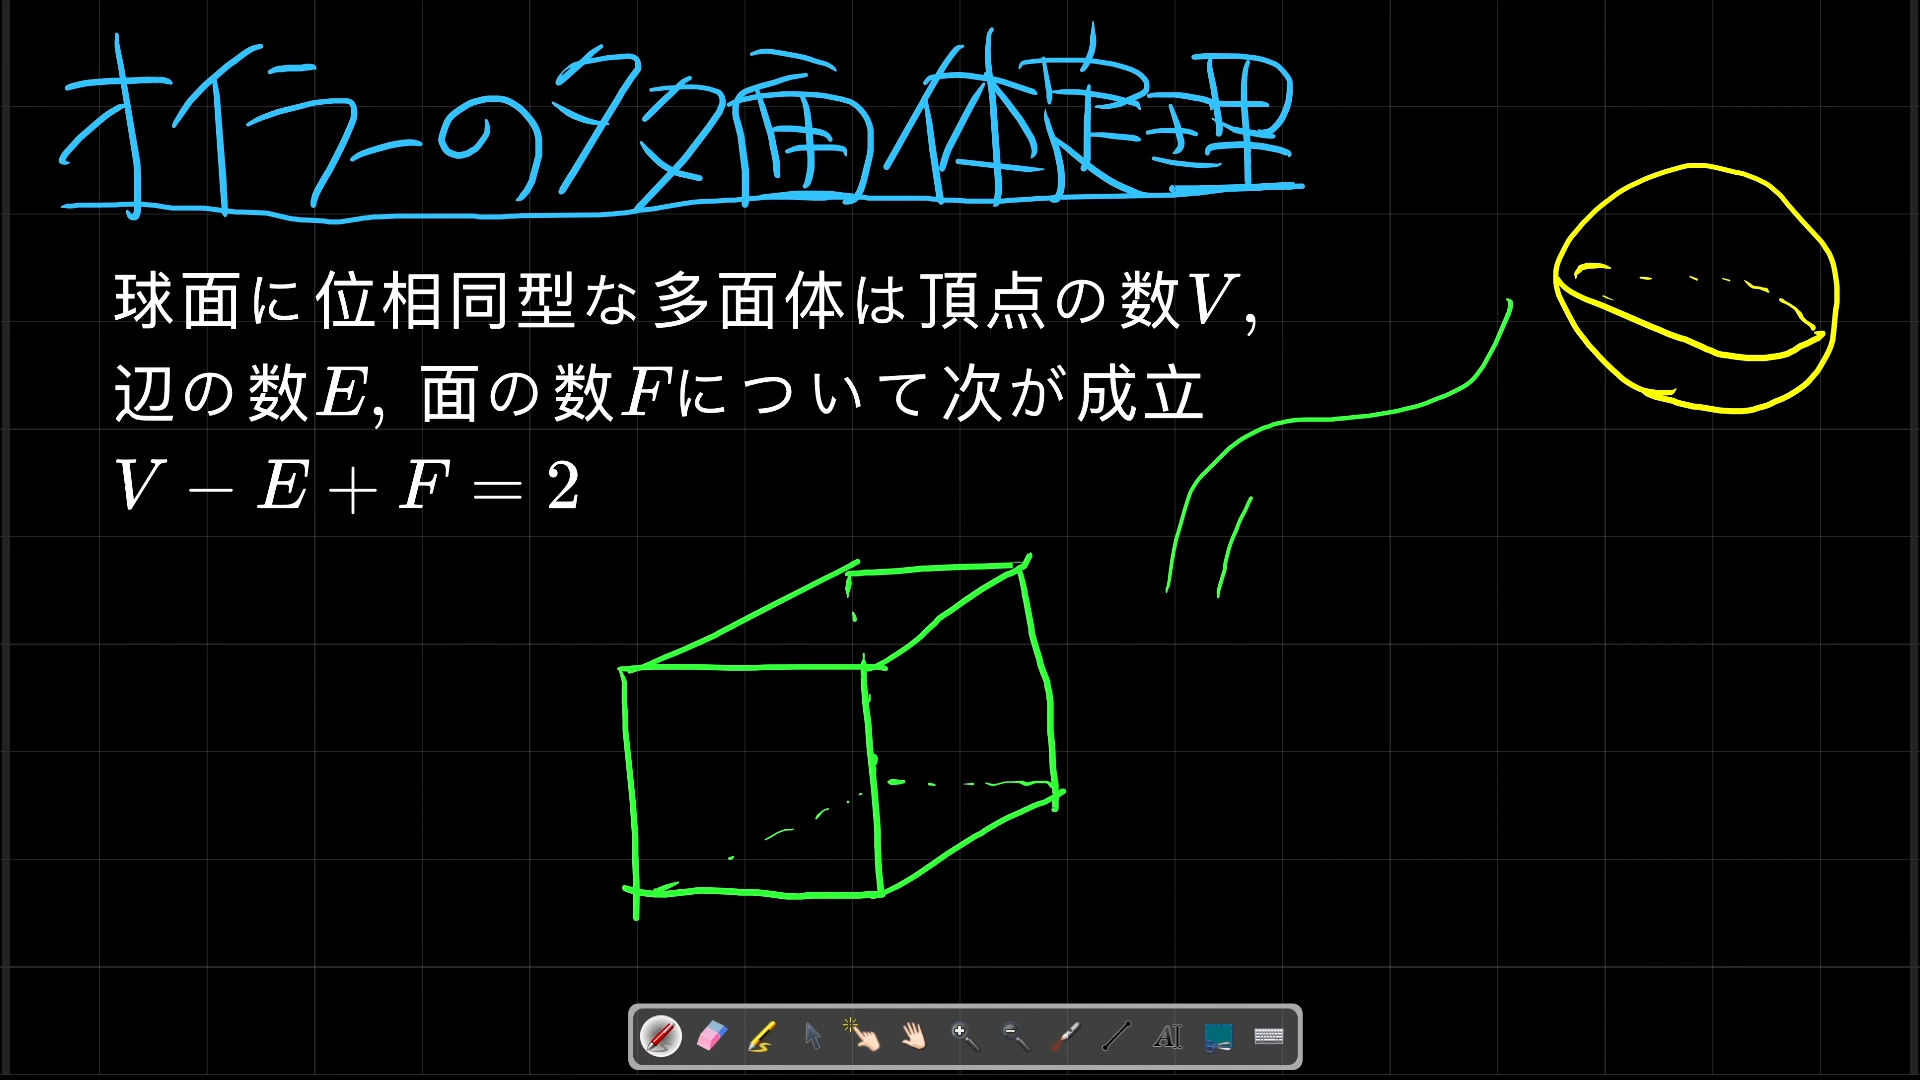 オイラーの多面体定理
球面に位相同型な多面体は頂点の数V,
辺の数E, 面の数Fについて次が成立
V − E + F = 2
AI